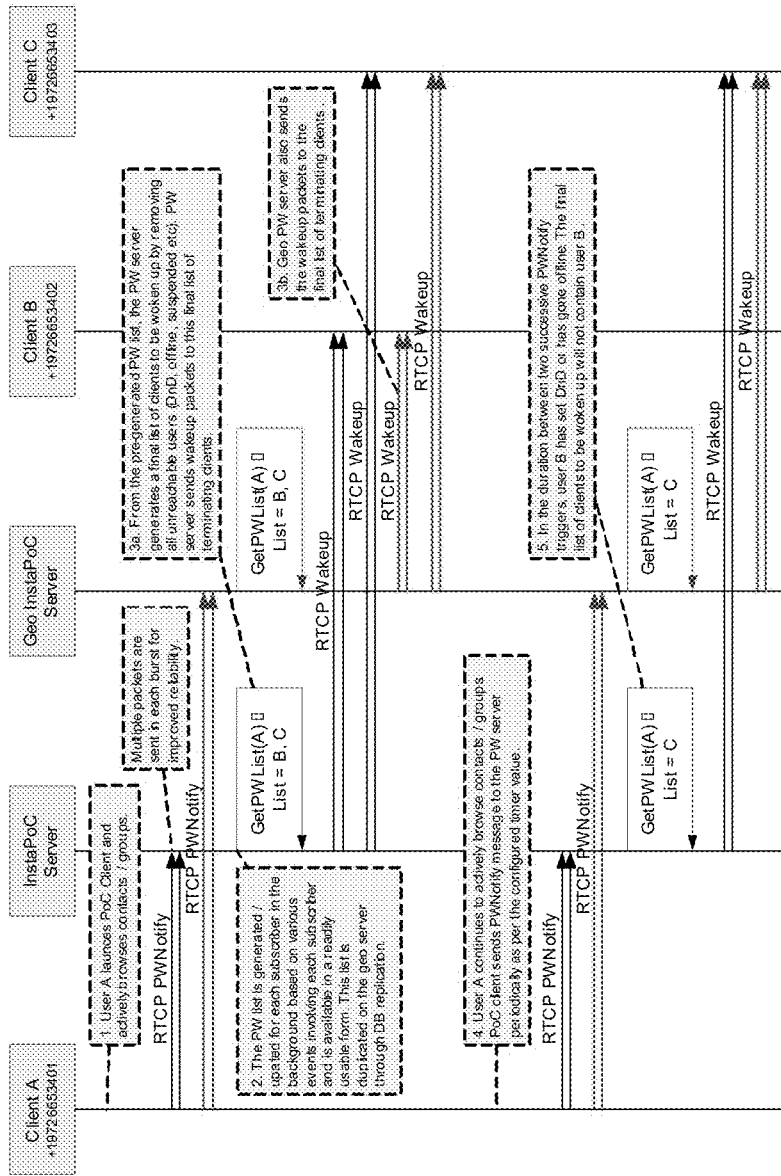 Client A
+19726653401
InstaPoC
Server
Geo InstaPoC
Server
Client B
+19726653402
Client C
+19726653403
1. User A launces PoC Client and
actively browses contacts / groups.
RTCP PWNotify
Multiple packets are
sent in each burst for
improved reliability.
RTCP PWNotify
2. The PW list is generated /
upated for each subscriber in the
background based on various
events involving each subscriber
and is available in a readily
usable form. This list is
duplicated on the geo server
through DB replication.
GetPWList(A)
List = B, C
GetPWList(A)
List = B, C
3a. From the pre-generated PW list, the PW server
generates a final list of clients to be woken up by removing
all unreachable users (DnD, offline, suspended etc). PW
server sends wakeup packets to this final list of
terminating clients.
RTCP Wakeup
RTCP Wakeup
RTCP Wakeup
RTCP Wakeup
3b. Geo PW server also sends
the wakeup packets to the
final list of terminating clients.
4. User A continues to actively browse contacts / groups.
PoC client sends PWNotify message to the PW server
periodically as per the configured timer value.
RTCP PWNotify
RTCP PWNotify
5. In the duration between two successive PWNotify
triggers, user B has set DnD or has gone offline. The final
list of clients to be woken up will not contain user B.
GetPWList(A)
List = C
GetPWList(A)
List = C
RTCP Wakeup
RTCP Wakeup